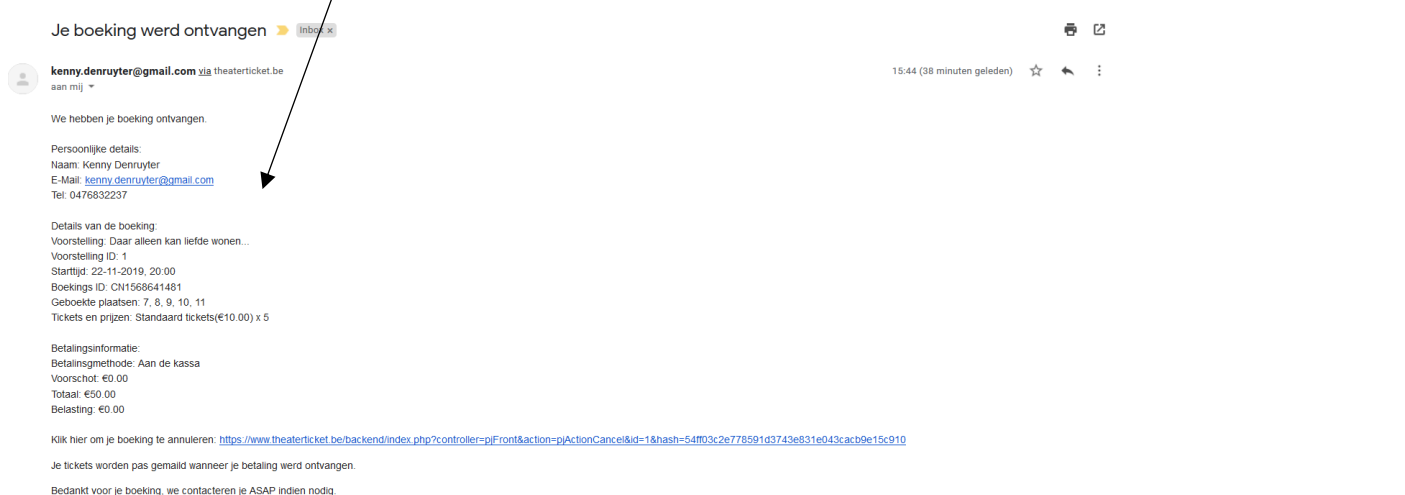 Je boeking werd ontvangen Inbox x
kenny.denruyter@gmail.com via theaterticket.be 15:44 (38 minuten geleden)
aan mij
We hebben je boeking ontvangen.
Persoonlijke details:
Naam: Kenny Denruyter
E-Mail: kenny.denruyter@gmail.com
Tel: 0476832237
Details van de boeking:
Voorstelling: Daar alleen kan liefde wonen...
Voorstelling ID: 1
Starttijd: 22-11-2019, 20:00
Boekings ID: CN1568641481
Geboekte plaatsen: 7, 8, 9, 10, 11
Tickets en prijzen: Standaard tickets(€10.00) x 5
Betalingsinformatie:
Betalinsgmethode: Aan de kassa
Voorschot: €0.00
Totaal: €50.00
Belasting: €0.00
Klik hier om je boeking te annuleren: https://www.theaterticket.be/backend/index.php?controller=pjFront&action=pjActionCancel&id=1&hash=54ff03c2e778591d3743e831e043cacb9e15c910
Je tickets worden pas gemaild wanneer je betaling werd ontvangen.
Bedankt voor je boeking, we contacteren je ASAP indien nodig.